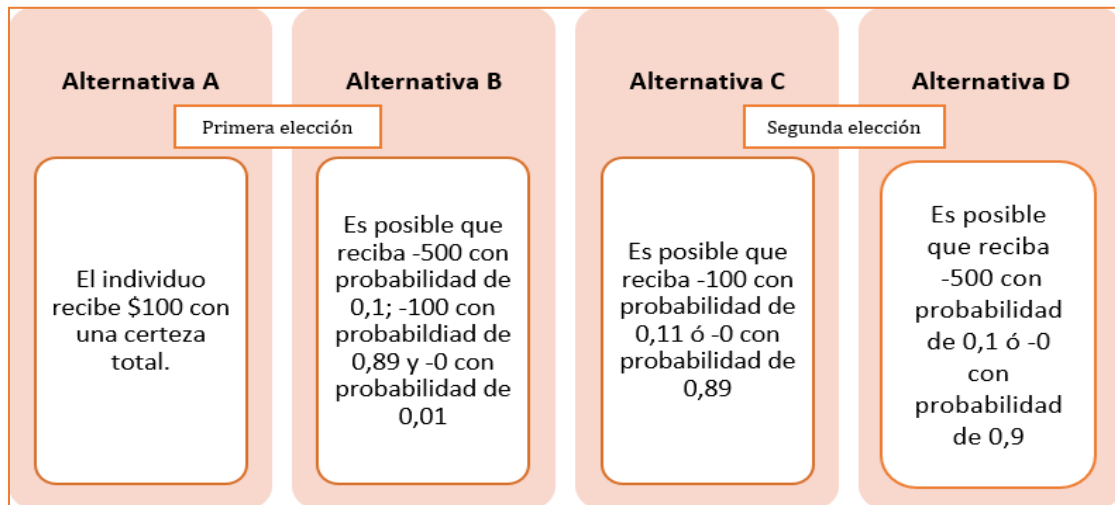 Alternativa A
Alternativa B
Primera elección
El individuo
recibe $100 con
una certeza
total.
Es posible que
reciba -500 con
probabilidad de
0,1; -100 con
probabildiad de
0,89 y -0 con
probabilidad de
0,01
Alternativa C
Alternativa D
Segunda elección
Es posible que
reciba -100 con
probabilidad de
0,11 ó -0 con
probabilidad de
0,89
Es posible
que reciba
-500 con
probabilidad
de 0,1 ó -0
con
probabilidad
de 0,9